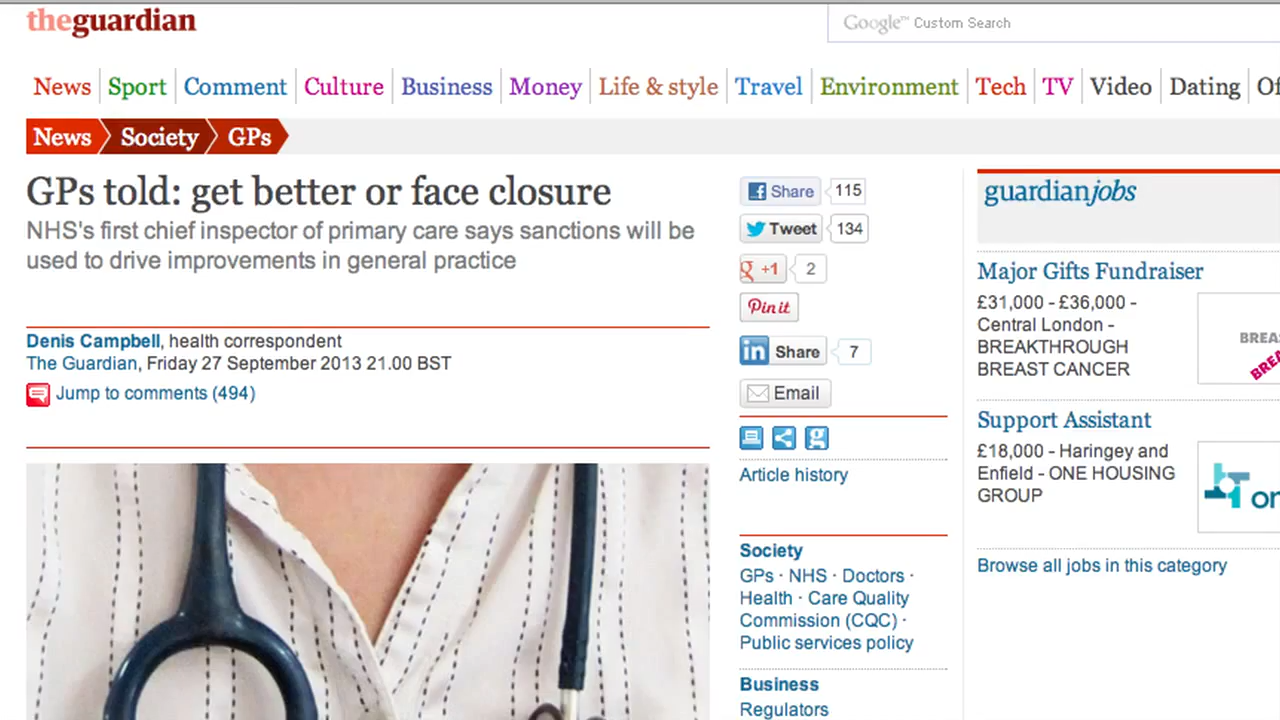 theguardian
Google™ Custom Search
News Sport Comment Culture Business Money Life & style Travel Environment Tech TV Video Dating
News Society GPs
GPs told: get better or face closure
NHS's first chief inspector of primary care says sanctions will be
used to drive improvements in general practice
Denis Campbell, health correspondent
The Guardian, Friday 27 September 2013 21.00 BST
Jump to comments (494)
Share 115
Tweet 134
+1 2
Pin it
in Share 7
Email
Article history
Society
GPs · NHS · Doctors ·
Health · Care Quality
Commission (CQC) ·
Public services policy
Business
Regulators
guardianjobs
Major Gifts Fundraiser
£31,000 - £36,000 -
Central London -
BREAKTHROUGH
BREAST CANCER
Support Assistant
£18,000 - Haringey and
Enfield - ONE HOUSING
GROUP
Browse all jobs in this category